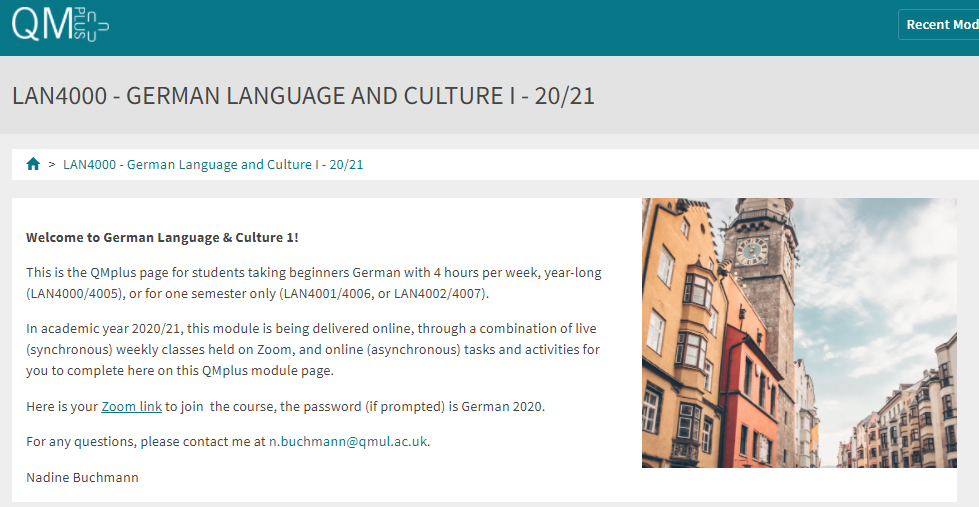 QM PLUS
Recent Mod
LAN4000 - GERMAN LANGUAGE AND CULTURE I - 20/21
> LAN4000 - German Language and Culture I - 20/21
Welcome to German Language & Culture 1!
This is the QMplus page for students taking beginners German with 4 hours per week, year-long
(LAN4000/4005), or for one semester only (LAN4001/4006, or LAN4002/4007).
In academic year 2020/21, this module is being delivered online, through a combination of live
(synchronous) weekly classes held on Zoom, and online (asynchronous) tasks and activities for
you to complete here on this QMplus module page.
Here is your Zoom link to join the course, the password (if prompted) is German 2020.
For any questions, please contact me at n.buchmann@qmul.ac.uk.
Nadine Buchmann